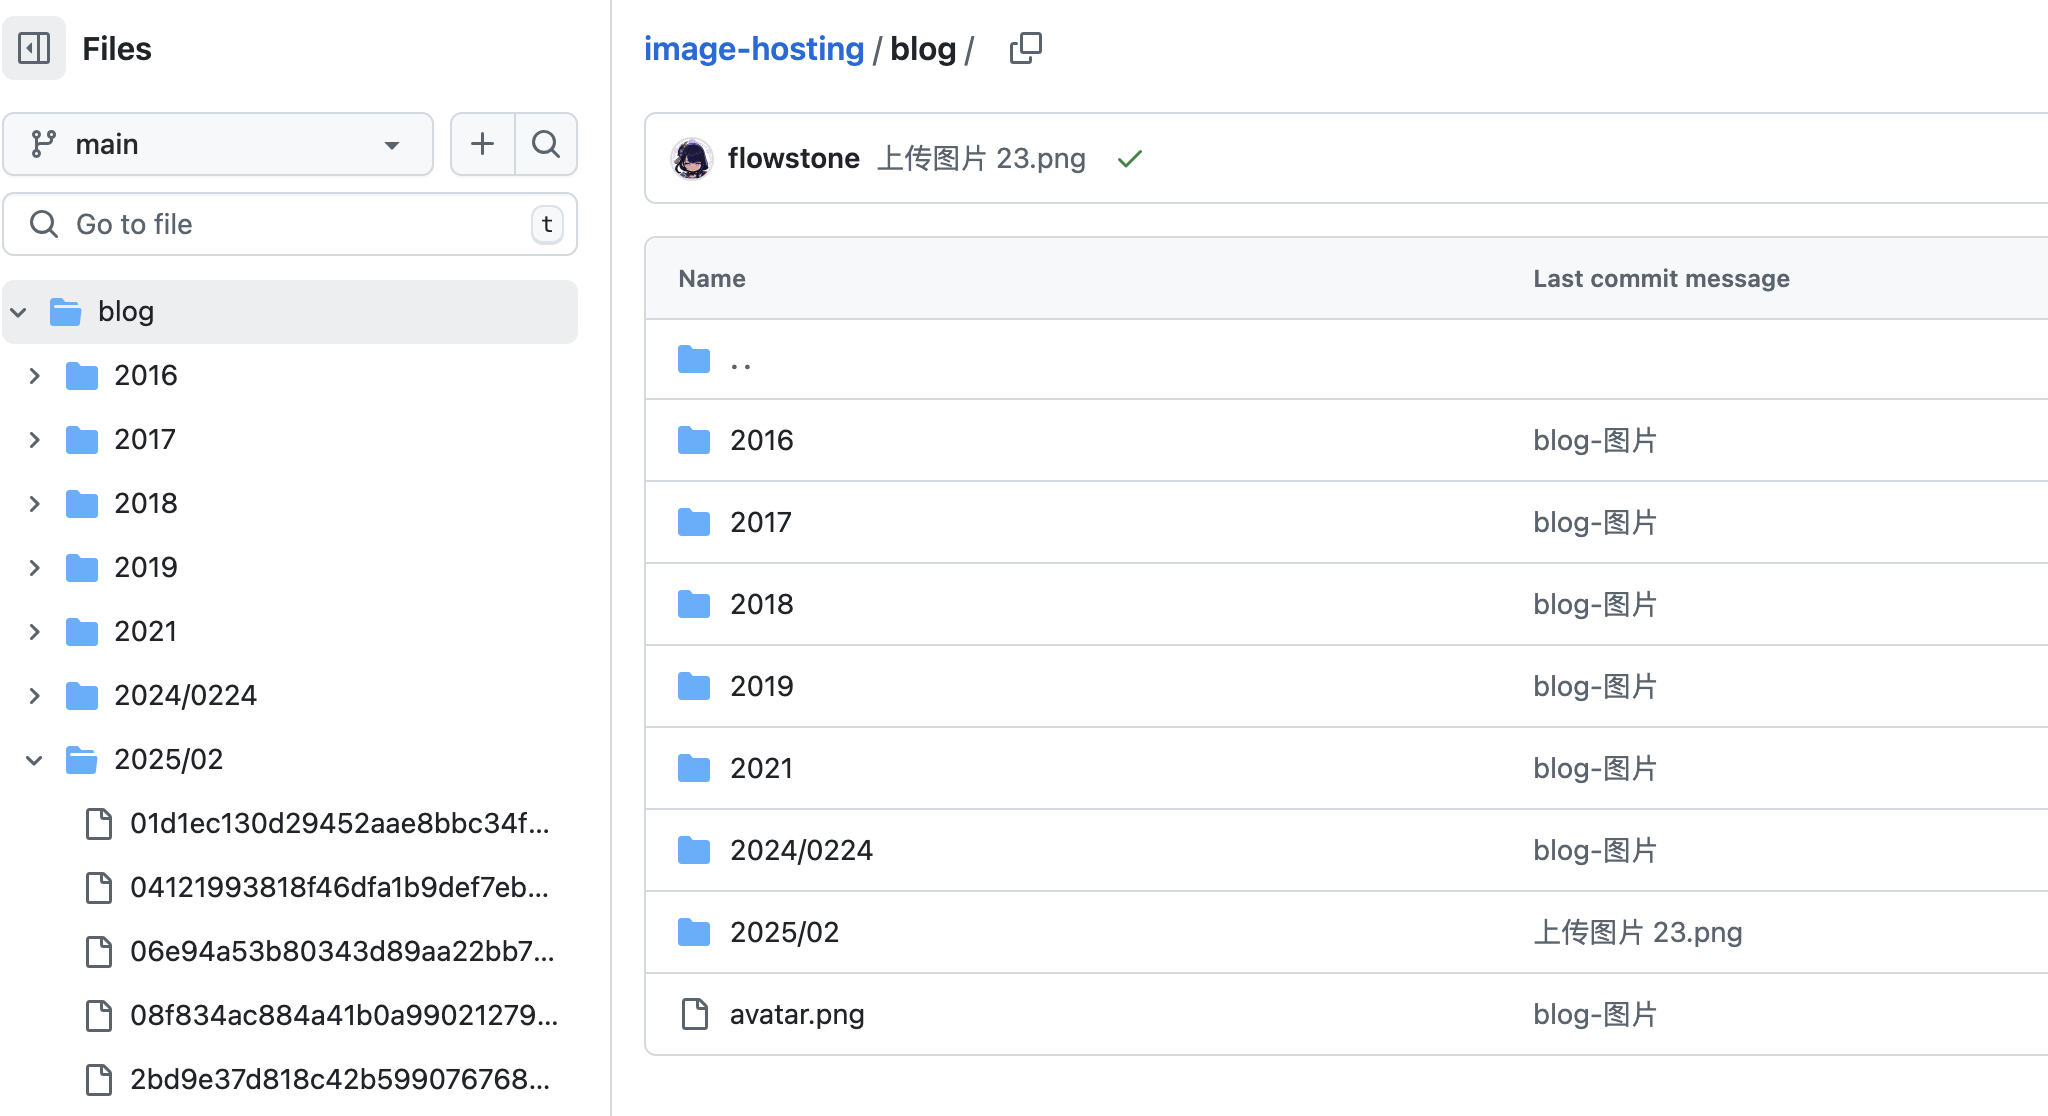 Files
main
Go to file t
blog
2016
2017
2018
2019
2021
2024/0224
2025/02
01d1ec130d29452aae8bbc34f...
04121993818f46dfa1b9def7eb...
06e94a53b80343d89aa22bb7...
08f834ac884a41b0a99021279...
2bd9e37d818c42b599076768...
image-hosting / blog /
flowstone 上传图片 23.png
Name Last commit message
..
2016 blog-图片
2017 blog-图片
2018 blog-图片
2019 blog-图片
2021 blog-图片
2024/0224 blog-图片
2025/02 上传图片 23.png
avatar.png blog-图片